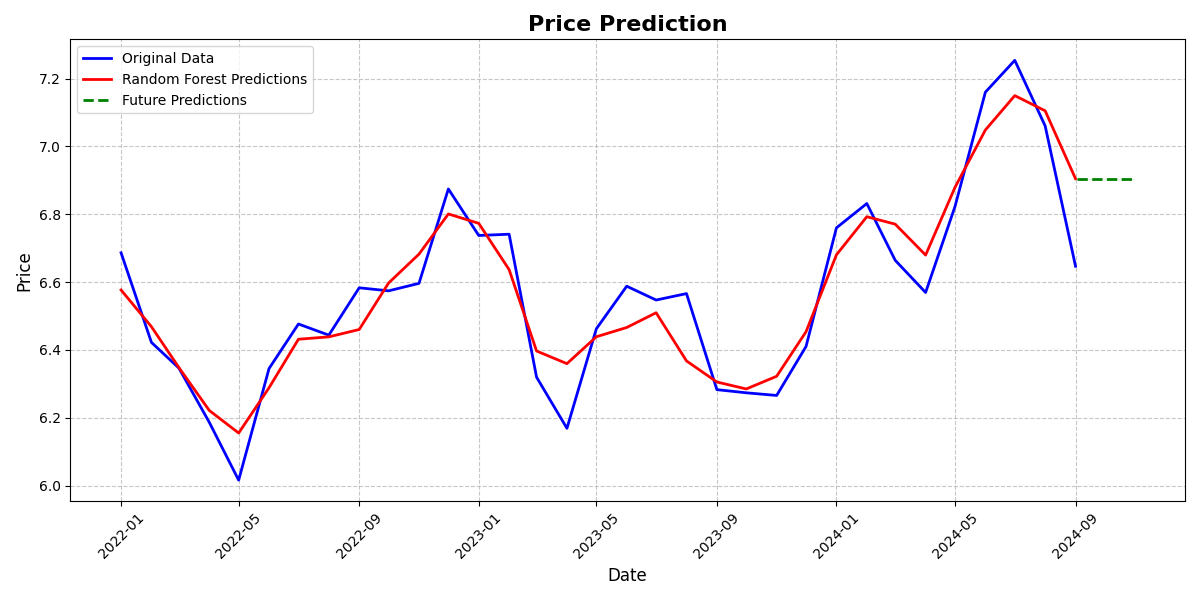 Price Prediction
Original Data
Random Forest Predictions
Future Predictions
Price
7.2
7.0
6.8
6.6
6.4
6.2
6.0
2022-01
2022-05
2022-09
2023-01
2023-05
2023-09
2024-01
2024-05
2024-09
Date